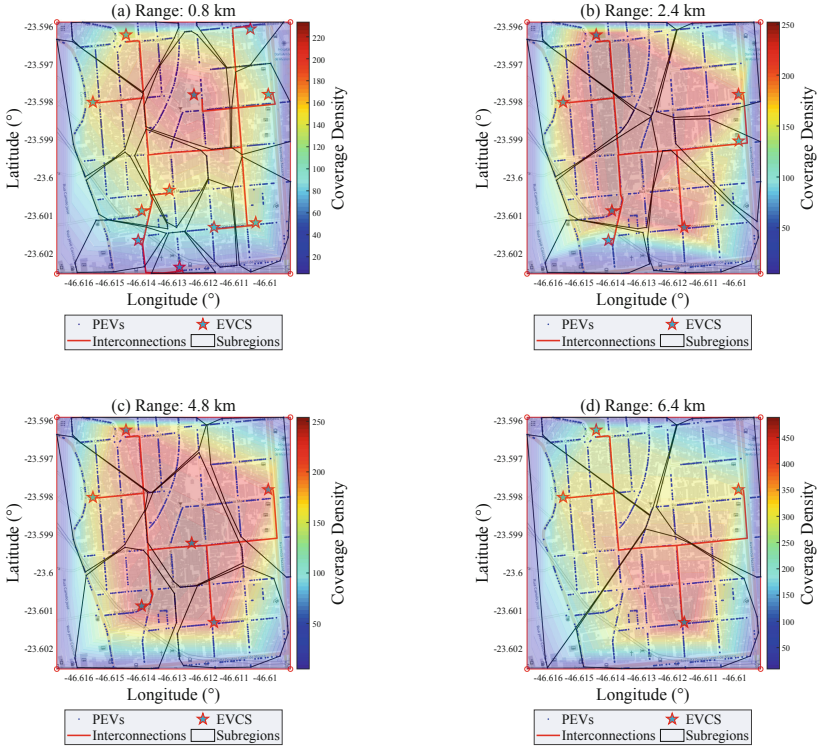 (a) Range: 0.8 km
-23.596
-23.597
-23.598
-23.599
-23.6
-23.601
-23.602
Latitude (°)
-46.616 -46.615 -46.614 -46.613 -46.612 -46.611 -46.61
Longitude (°)
220
200
180
160
140
120
100
80
60
40
20
Coverage Density
PEVs EVCS
Interconnections Subregions
(b) Range: 2.4 km
-23.596
-23.597
-23.598
-23.599
-23.6
-23.601
-23.602
Latitude (°)
-46.616 -46.615 -46.614 -46.613 -46.612 -46.611 -46.61
Longitude (°)
250
200
150
100
50
Coverage Density
PEVs EVCS
Interconnections Subregions
(c) Range: 4.8 km
-23.596
-23.597
-23.598
-23.599
-23.6
-23.601
-23.602
Latitude (°)
-46.616 -46.615 -46.614 -46.613 -46.612 -46.611 -46.61
Longitude (°)
250
200
150
100
50
Coverage Density
PEVs EVCS
Interconnections Subregions
(d) Range: 6.4 km
-23.596
-23.597
-23.598
-23.599
-23.6
-23.601
-23.602
Latitude (°)
-46.616 -46.615 -46.614 -46.613 -46.612 -46.611 -46.61
Longitude (°)
450
400
350
300
250
200
150
100
50
Coverage Density
PEVs EVCS
Interconnections Subregions